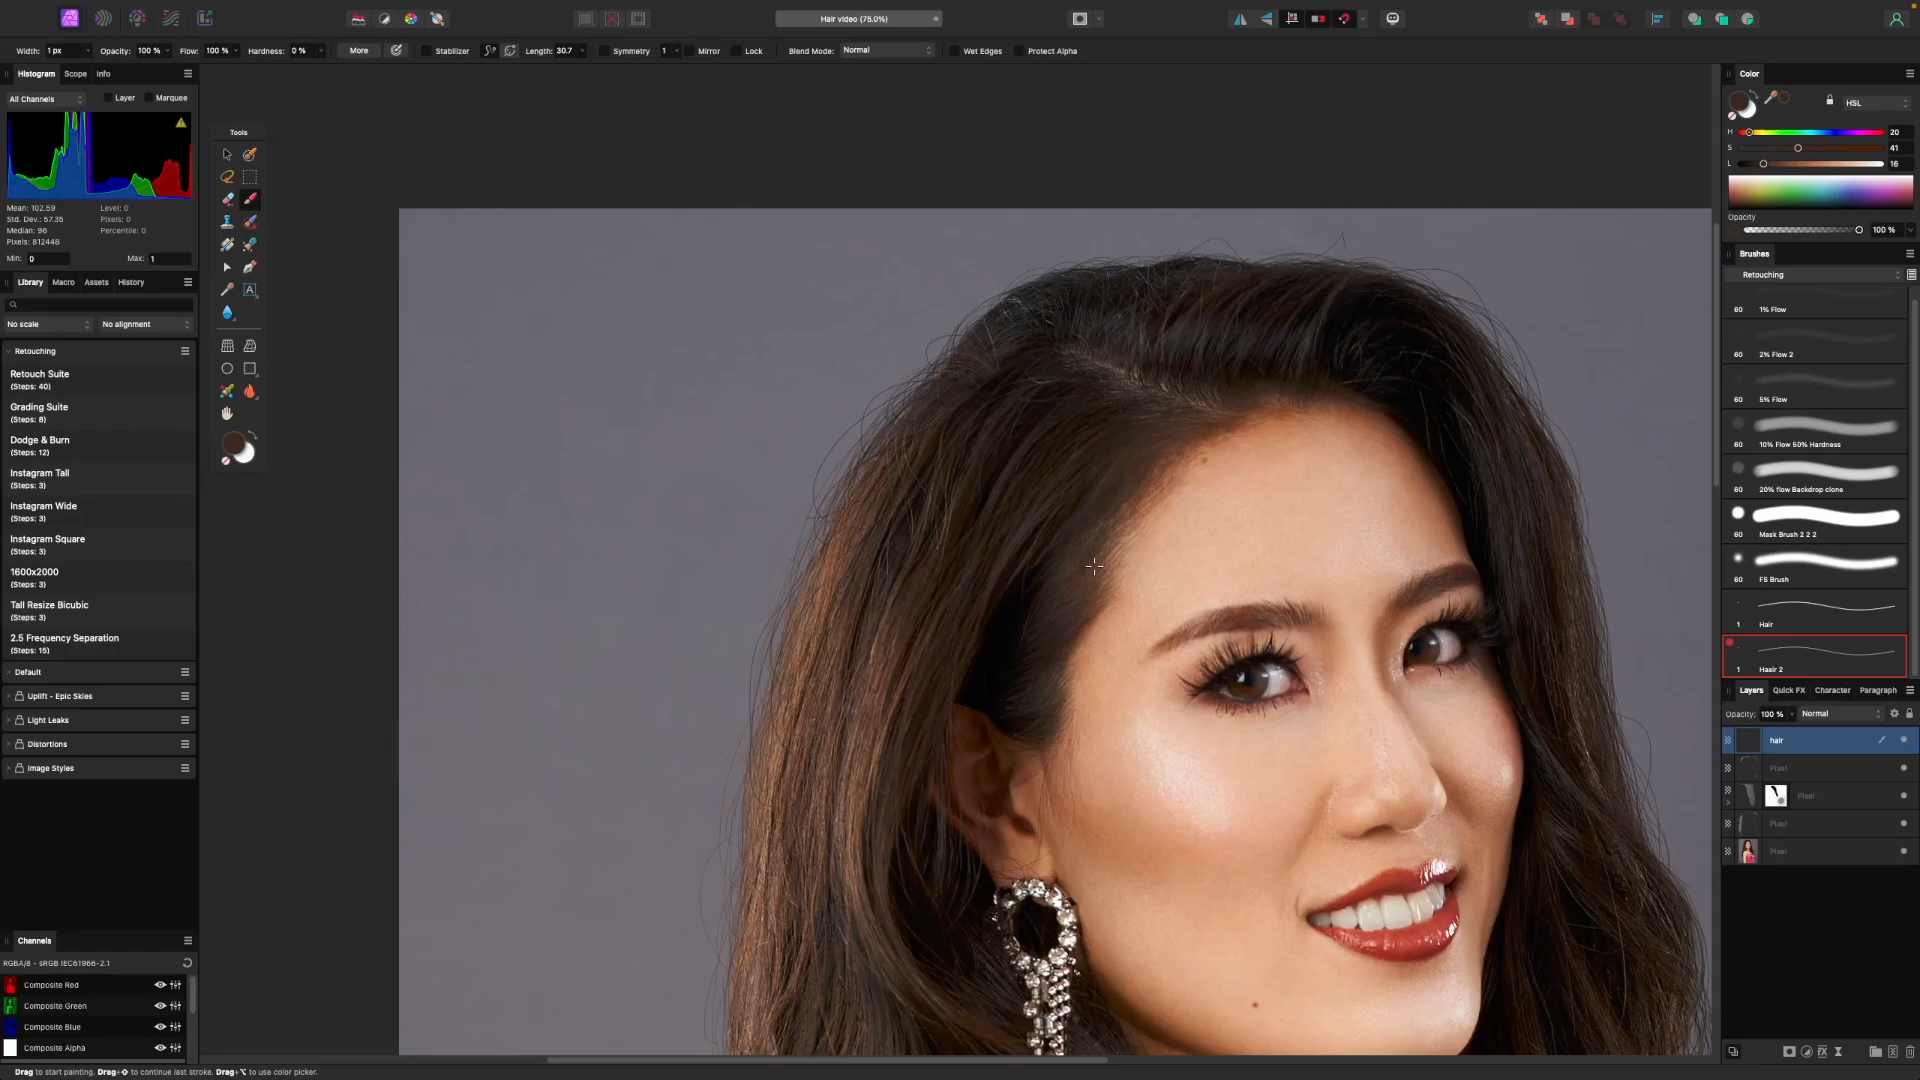 Hair video (75.0%)
Width: 1 px Opacity: 100 % Flow: 100 % Hardness: 0 % More Stabilizer Length: 30.7 Symmetry 1 Mirror Lock Blend Mode: Normal Wet Edges Protect Alpha
Histogram Scope Info
All Channels Layer Marquee
Mean: 102.59 Level: 0
Std. Dev.: 57.35 Pixels: 0
Median: 96 Percentile: 0
Pixels: 812448
Min: 0 Max: 1
Library Macro Assets History
No scale No alignment
Retouching
Retouch Suite
(Steps: 40)
Grading Suite
(Steps: 8)
Dodge & Burn
(Steps: 12)
Instagram Tall
(Steps: 3)
Instagram Wide
(Steps: 3)
Instagram Square
(Steps: 3)
1600x2000
(Steps: 3)
Tall Resize Bicubic
(Steps: 3)
2.5 Frequency Separation
(Steps: 15)
Default
Uplift - Epic Skies
Light Leaks
Distortions
Image Styles
Channels
RGBA/8 - sRGB IEC61966-2.1
Composite Red
Composite Green
Composite Blue
Composite Alpha
Drag to start painting. Drag+⇧ to continue last stroke. Drag+⌥ to use color picker.
Tools
Color
HSL
H 20
S 41
L 16
Opacity
100 %
Brushes
Retouching
60 1% Flow
60 2% Flow 2
60 5% Flow
60 10% Flow 50% Hardness
60 20% flow Backdrop clone
60 Mask Brush 2 2 2
60 FS Brush
1 Hair
1 Haair 2
Layers Quick FX Character Paragraph
Opacity: 100 % Normal
hair
Pixel
Pixel
Pixel
Pixel